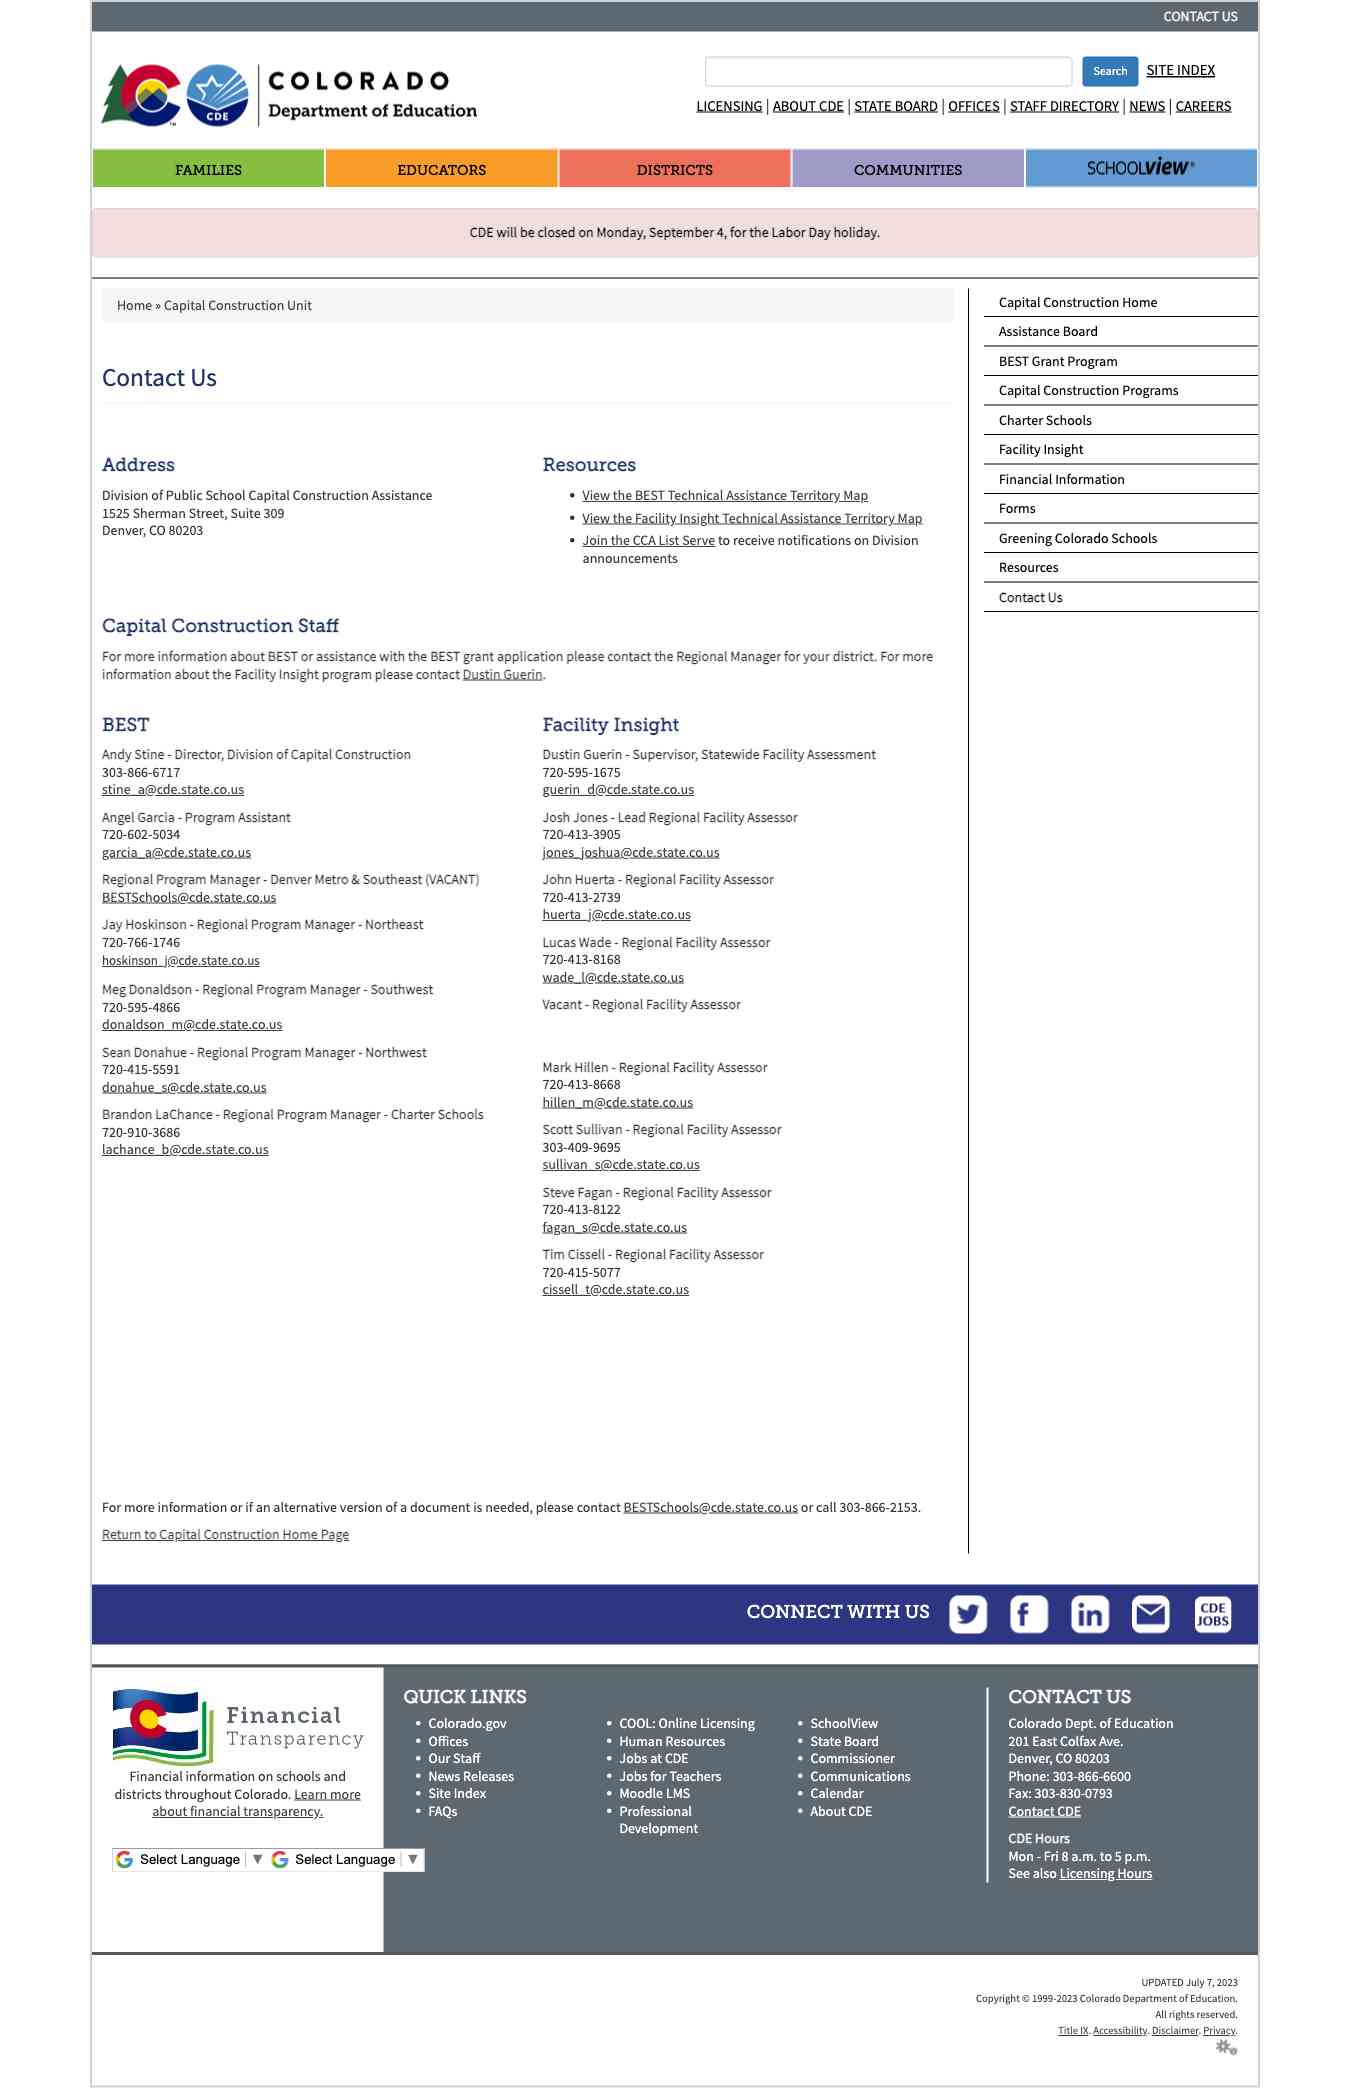 CONTACT US
COLORADO
Department of Education
CDE
TM
Search
SITE INDEX
LICENSING | ABOUT CDE | STATE BOARD | OFFICES | STAFF DIRECTORY | NEWS | CAREERS
FAMILIES
EDUCATORS
DISTRICTS
COMMUNITIES
SCHOOLVIEW®
CDE will be closed on Monday, September 4, for the Labor Day holiday.
Home » Capital Construction Unit
Contact Us
Address
Division of Public School Capital Construction Assistance
1525 Sherman Street, Suite 309
Denver, CO 80203
Resources
• View the BEST Technical Assistance Territory Map
• View the Facility Insight Technical Assistance Territory Map
• Join the CCA List Serve to receive notifications on Division
announcements
Capital Construction Staff
For more information about BEST or assistance with the BEST grant application please contact the Regional Manager for your district. For more
information about the Facility Insight program please contact Dustin Guerin.
BEST
Andy Stine - Director, Division of Capital Construction
303-866-6717
stine_a@cde.state.co.us
Angel Garcia - Program Assistant
720-602-5034
garcia_a@cde.state.co.us
Regional Program Manager - Denver Metro & Southeast (VACANT)
BESTSchools@cde.state.co.us
Jay Hoskinson - Regional Program Manager - Northeast
720-766-1746
hoskinson_j@cde.state.co.us
Meg Donaldson - Regional Program Manager - Southwest
720-595-4866
donaldson_m@cde.state.co.us
Sean Donahue - Regional Program Manager - Northwest
720-415-5591
donahue_s@cde.state.co.us
Brandon LaChance - Regional Program Manager - Charter Schools
720-910-3686
lachance_b@cde.state.co.us
Facility Insight
Dustin Guerin - Supervisor, Statewide Facility Assessment
720-595-1675
guerin_d@cde.state.co.us
Josh Jones - Lead Regional Facility Assessor
720-413-3905
jones_joshua@cde.state.co.us
John Huerta - Regional Facility Assessor
720-413-2739
huerta_j@cde.state.co.us
Lucas Wade - Regional Facility Assessor
720-413-8168
wade_l@cde.state.co.us
Vacant - Regional Facility Assessor
Mark Hillen - Regional Facility Assessor
720-413-8668
hillen_m@cde.state.co.us
Scott Sullivan - Regional Facility Assessor
303-409-9695
sullivan_s@cde.state.co.us
Steve Fagan - Regional Facility Assessor
720-413-8122
fagan_s@cde.state.co.us
Tim Cissell - Regional Facility Assessor
720-415-5077
cissell_t@cde.state.co.us
For more information or if an alternative version of a document is needed, please contact BESTSchools@cde.state.co.us or call 303-866-2153.
Return to Capital Construction Home Page
Capital Construction Home
Assistance Board
BEST Grant Program
Capital Construction Programs
Charter Schools
Facility Insight
Financial Information
Forms
Greening Colorado Schools
Resources
Contact Us
CONNECT WITH US
CDE
JOBS
Financial
Transparency
Financial information on schools and
districts throughout Colorado. Learn more
about financial transparency.
Select Language ▼
Select Language ▼
QUICK LINKS
• Colorado.gov
• Offices
• Our Staff
• News Releases
• Site Index
• FAQs
• COOL: Online Licensing
• Human Resources
• Jobs at CDE
• Jobs for Teachers
• Moodle LMS
• Professional
Development
• SchoolView
• State Board
• Commissioner
• Communications
• Calendar
• About CDE
CONTACT US
Colorado Dept. of Education
201 East Colfax Ave.
Denver, CO 80203
Phone: 303-866-6600
Fax: 303-830-0793
Contact CDE
CDE Hours
Mon - Fri 8 a.m. to 5 p.m.
See also Licensing Hours
UPDATED July 7, 2023
Copyright © 1999-2023 Colorado Department of Education.
All rights reserved.
Title IX. Accessibility. Disclaimer. Privacy.